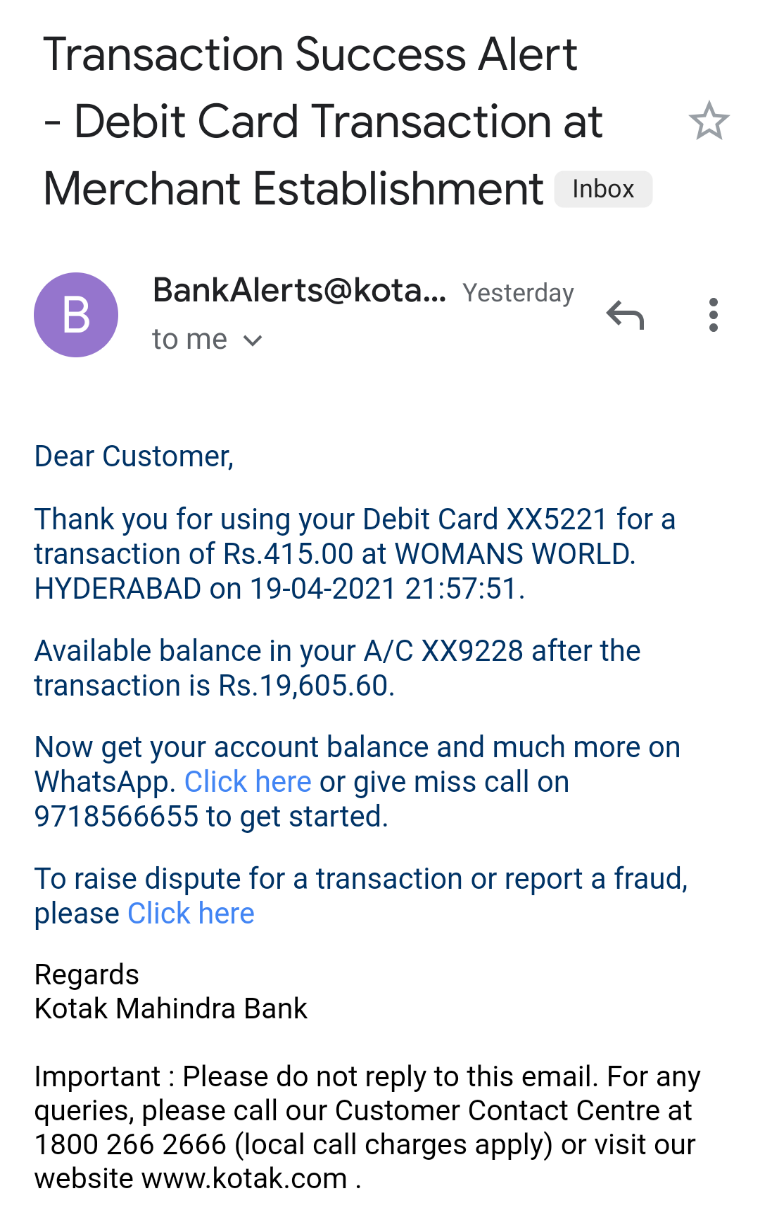 Transaction Success Alert
- Debit Card Transaction at
Merchant Establishment Inbox
B
BankAlerts@kota... Yesterday
to me
Dear Customer,
Thank you for using your Debit Card XX5221 for a
transaction of Rs.415.00 at WOMANS WORLD.
HYDERABAD on 19-04-2021 21:57:51.
Available balance in your A/C XX9228 after the
transaction is Rs.19,605.60.
Now get your account balance and much more on
WhatsApp. Click here or give miss call on
9718566655 to get started.
To raise dispute for a transaction or report a fraud,
please Click here
Regards
Kotak Mahindra Bank
Important : Please do not reply to this email. For any
queries, please call our Customer Contact Centre at
1800 266 2666 (local call charges apply) or visit our
website www.kotak.com .